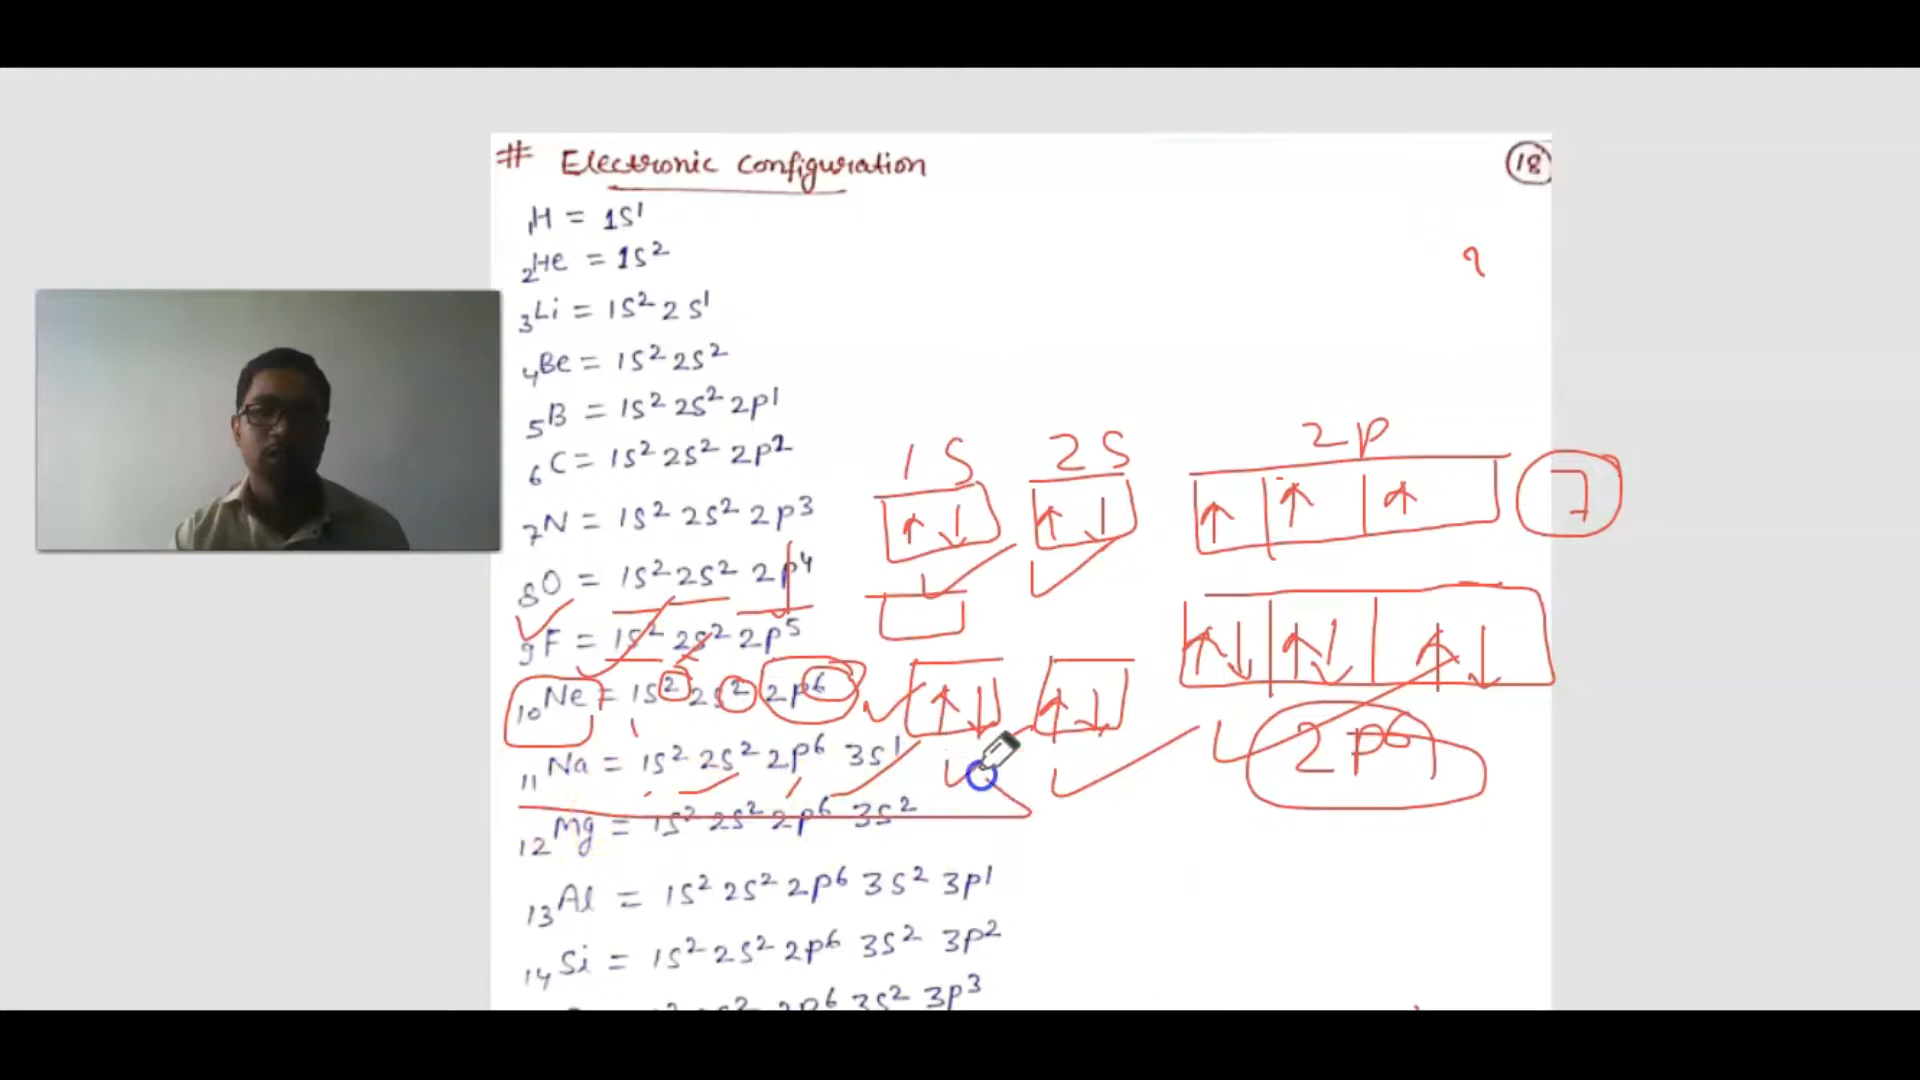 # Electronic configuration
18
₁H = 1s¹
₂He = 1s²
₃Li = 1s² 2s¹
₄Be = 1s² 2s²
₅B = 1s² 2s² 2p¹
₆C = 1s² 2s² 2p²
1S 2S 2P
₇N = 1s² 2s² 2p³
↑↓ ↑↓ ↑ ↑ ↑ 7
₈O = 1s² 2s² 2p⁴
₉F = 1s² 2s² 2p⁵
↑↓ ↑↓ ↑↓ ↑↓ ↑↓
₁₀Ne = 1s² 2s² 2p⁶
2p⁶
₁₁Na = 1s² 2s² 2p⁶ 3s¹
₁₂Mg = 1s² 2s² 2p⁶ 3s²
₁₃Al = 1s² 2s² 2p⁶ 3s² 3p¹
₁₄Si = 1s² 2s² 2p⁶ 3s² 3p²
2p⁶ 3s² 3p³